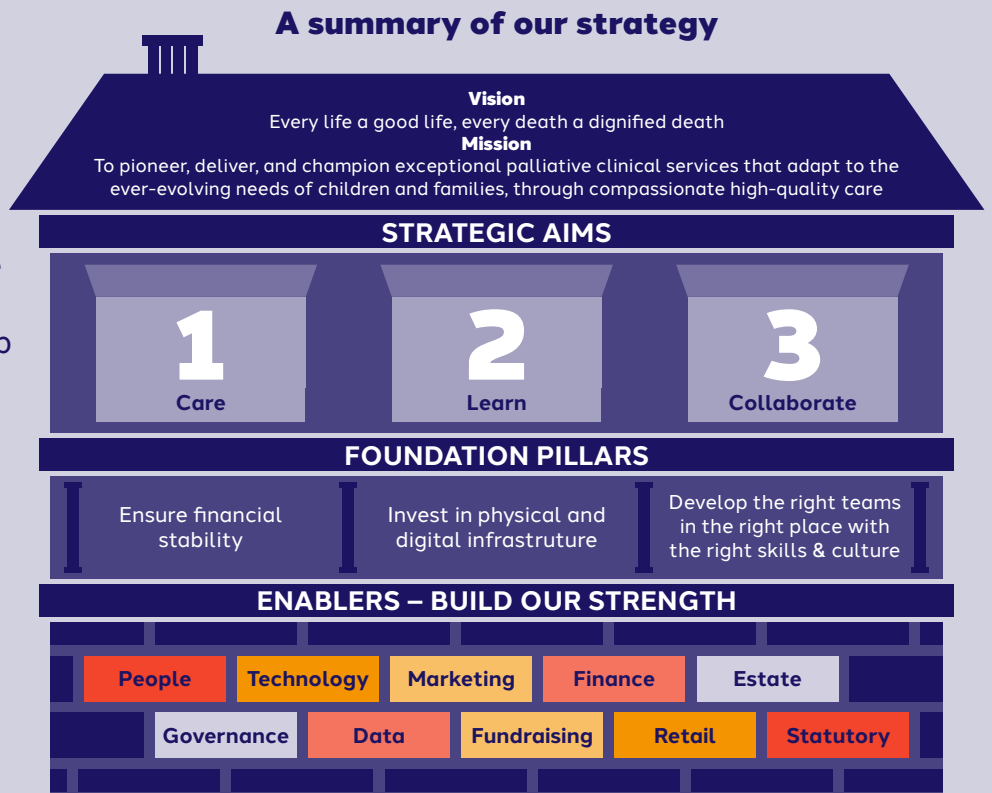 A summary of our strategy
Vision
Every life a good life, every death a dignified death
Mission
To pioneer, deliver, and champion exceptional palliative clinical services that adapt to the
ever-evolving needs of children and families, through compassionate high-quality care
STRATEGIC AIMS
1
Care
2
Learn
3
Collaborate
FOUNDATION PILLARS
Ensure financial
stability
Invest in physical and
digital infrastruture
Develop the right teams
in the right place with
the right skills & culture
ENABLERS – BUILD OUR STRENGTH
People
Technology
Marketing
Finance
Estate
Governance
Data
Fundraising
Retail
Statutory